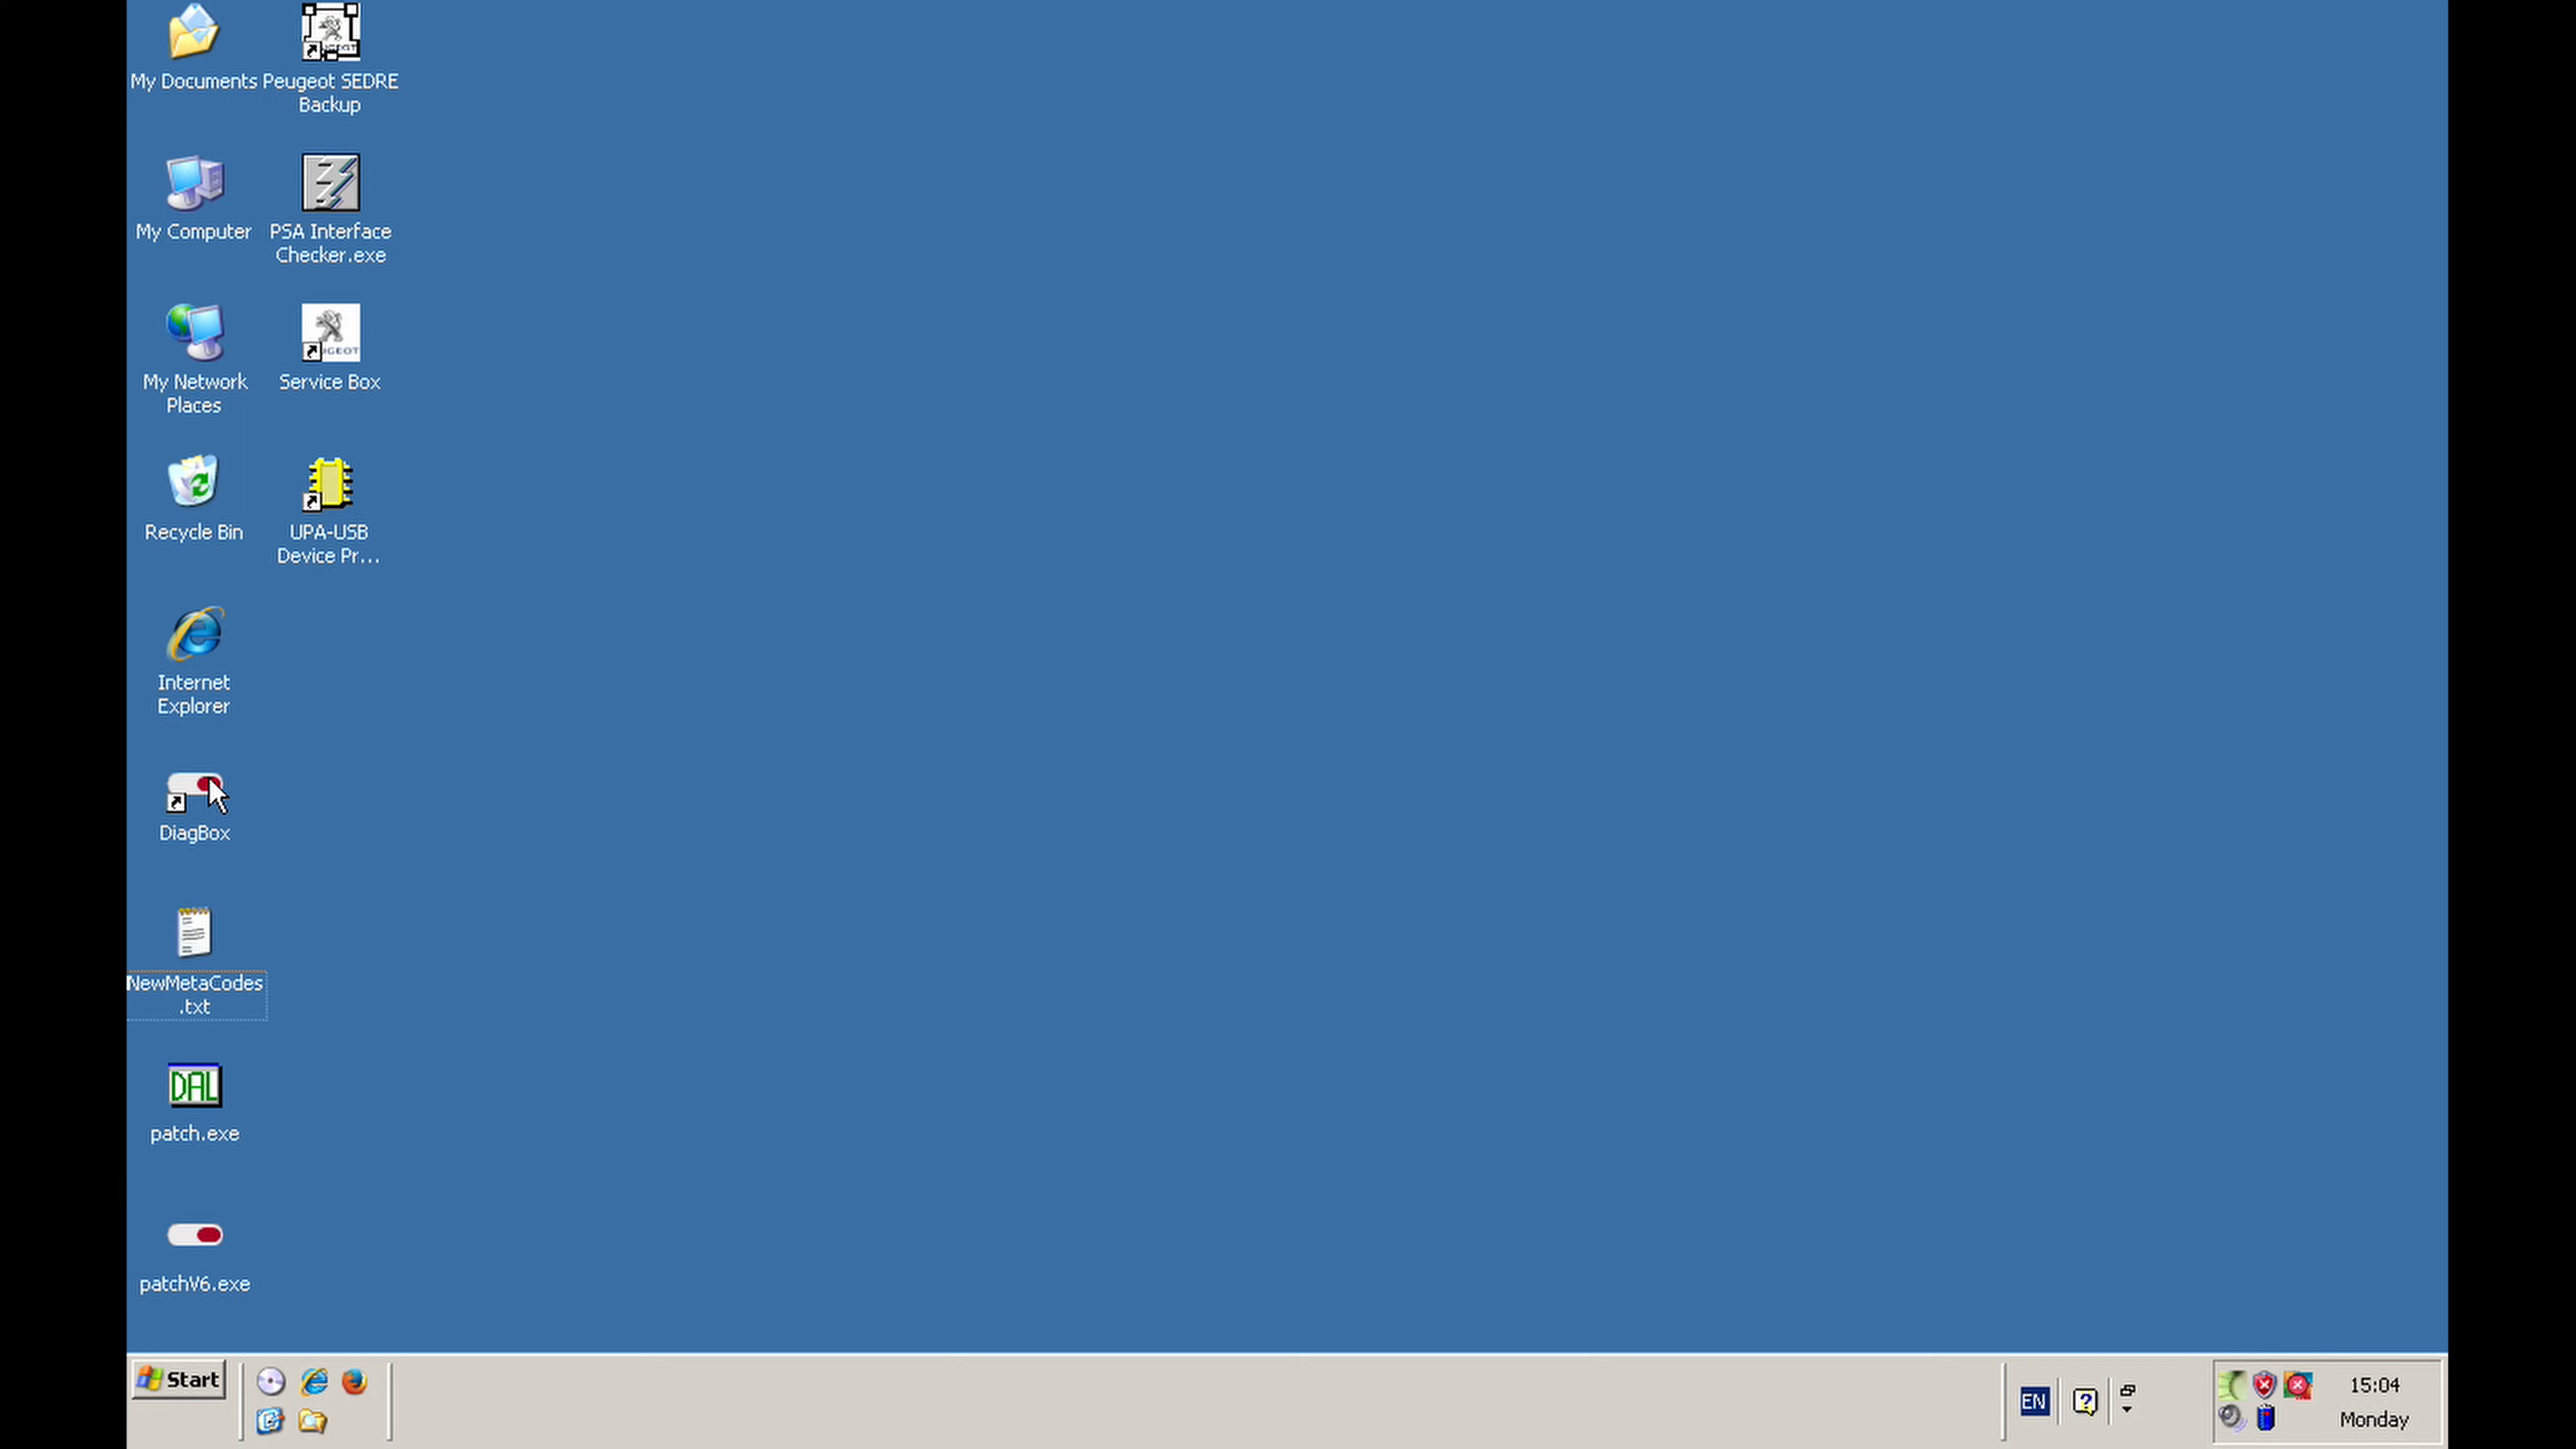 My Documents
Peugeot SEDRE
Backup
My Computer
PSA Interface
Checker.exe
My Network
Places
Service Box
Recycle Bin
UPA-USB
Device Pr...
Internet
Explorer
DiagBox
NewMetaCodes
.txt
DAL
patch.exe
patchV6.exe
Start
EN
15:04
Monday